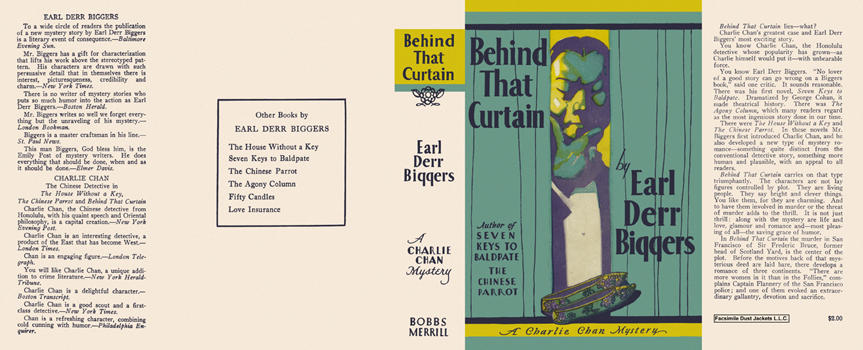 EARL DERR BIGGERS
To a wide circle of readers the publication
of a new mystery story by Earl Derr Biggers
is a literary event of consequence.—Baltimore
Evening Sun.
Mr. Biggers has a gift for characterization
that lifts his work above the stereotyped pat-
tern. His characters are drawn with such
persuasive detail that in themselves there is
interest, picturesqueness, credibility and
charm.—New York Times.
There is no writer of mystery stories who
puts so much humor into the action as Earl
Derr Biggers.—Boston Herald.
Mr. Biggers writes so well we forget every-
thing but the unraveling of his mystery.—
London Bookman.
Biggers is a master craftsman in his line.—
St. Paul News.
This man Biggers, God bless him, is the
Emily Post of mystery writers. He does
everything that should be done, when and as
it should be done.—Elmer Davis.
CHARLIE CHAN
The Chinese Detective in
The House Without a Key,
The Chinese Parrot and Behind That Curtain
Charlie Chan, the Chinese detective from
Honolulu, with his quaint speech and Oriental
philosophy, is a capital creation.—New York
Evening Post.
Charlie Chan is an interesting detective, a
product of the East that has become West.—
London Times.
Chan is an engaging figure.—London Tele-
graph.
You will like Charlie Chan, a unique addi-
tion to crime literature.—New York Herald-
Tribune.
Charlie Chan is a delightful character.—
Boston Transcript.
Charlie Chan is a good scout and a first-
class detective.—New York Times.
Chan is a refreshing character, combining
cold cunning with humor.—Philadelphia En-
quirer.
Other Books by
EARL DERR BIGGERS
The House Without a Key
Seven Keys to Baldpate
The Chinese Parrot
The Agony Column
Fifty Candles
Love Insurance
Behind
That
Curtain
Earl
Derr
Biggers
A
CHARLIE
CHAN
Mystery
BOBBS
MERRILL
Behind
That
Curtain
by
Earl
Derr
Biggers
Author of
SEVEN
KEYS TO
BALDPATE
THE
CHINESE
PARROT
A Charlie Chan Mystery
Behind That Curtain lies—what?
Charlie Chan's greatest case and Earl Derr
Biggers' most exciting story.
You know Charlie Chan, the Honolulu
detective whose popularity has grown—as
Charlie himself would put it—with unbearable
force.
You know Earl Derr Biggers. "No lover
of a good story can go wrong on a Biggers
book," said one critic. It sounds reasonable.
There was his first novel, Seven Keys to
Baldpate. Dramatized by George Cohan, it
made theatrical history. There was The
Agony Column, which many readers regard
as the most ingenious story done in our time.
There were The House Without a Key and
The Chinese Parrot. In these novels Mr.
Biggers first introduced Charlie Chan, and he
also developed a new type of mystery ro-
mance—something quite distinct from the
conventional detective story, something more
human and plausible, with an appeal to all
readers.
Behind That Curtain carries on that type
triumphantly. The characters are not lay
figures controlled by plot. They are living
people. They say bright and clever things.
You like them, for they are charming. And
to have them involved in murder or the threat
of murder adds to the thrill. It is not just
thrill: along with the mystery are life and
love, glamour and romance and—most pleas-
ing of all—the saving grace of humor.
In Behind That Curtain the murder in San
Francisco of Sir Frederic Bruce, former
head of Scotland Yard, is the center of the
plot. Before the motives back of that mys-
terious deed are laid bare, there develops a
romance of three continents. "There are
more women in it than in the Follies," com-
plains Captain Flannery of the San Francisco
police; and one of them evoked an extraor-
dinary gallantry, devotion and sacrifice.
Facsimile Dust Jackets L.L.C.
$2.00